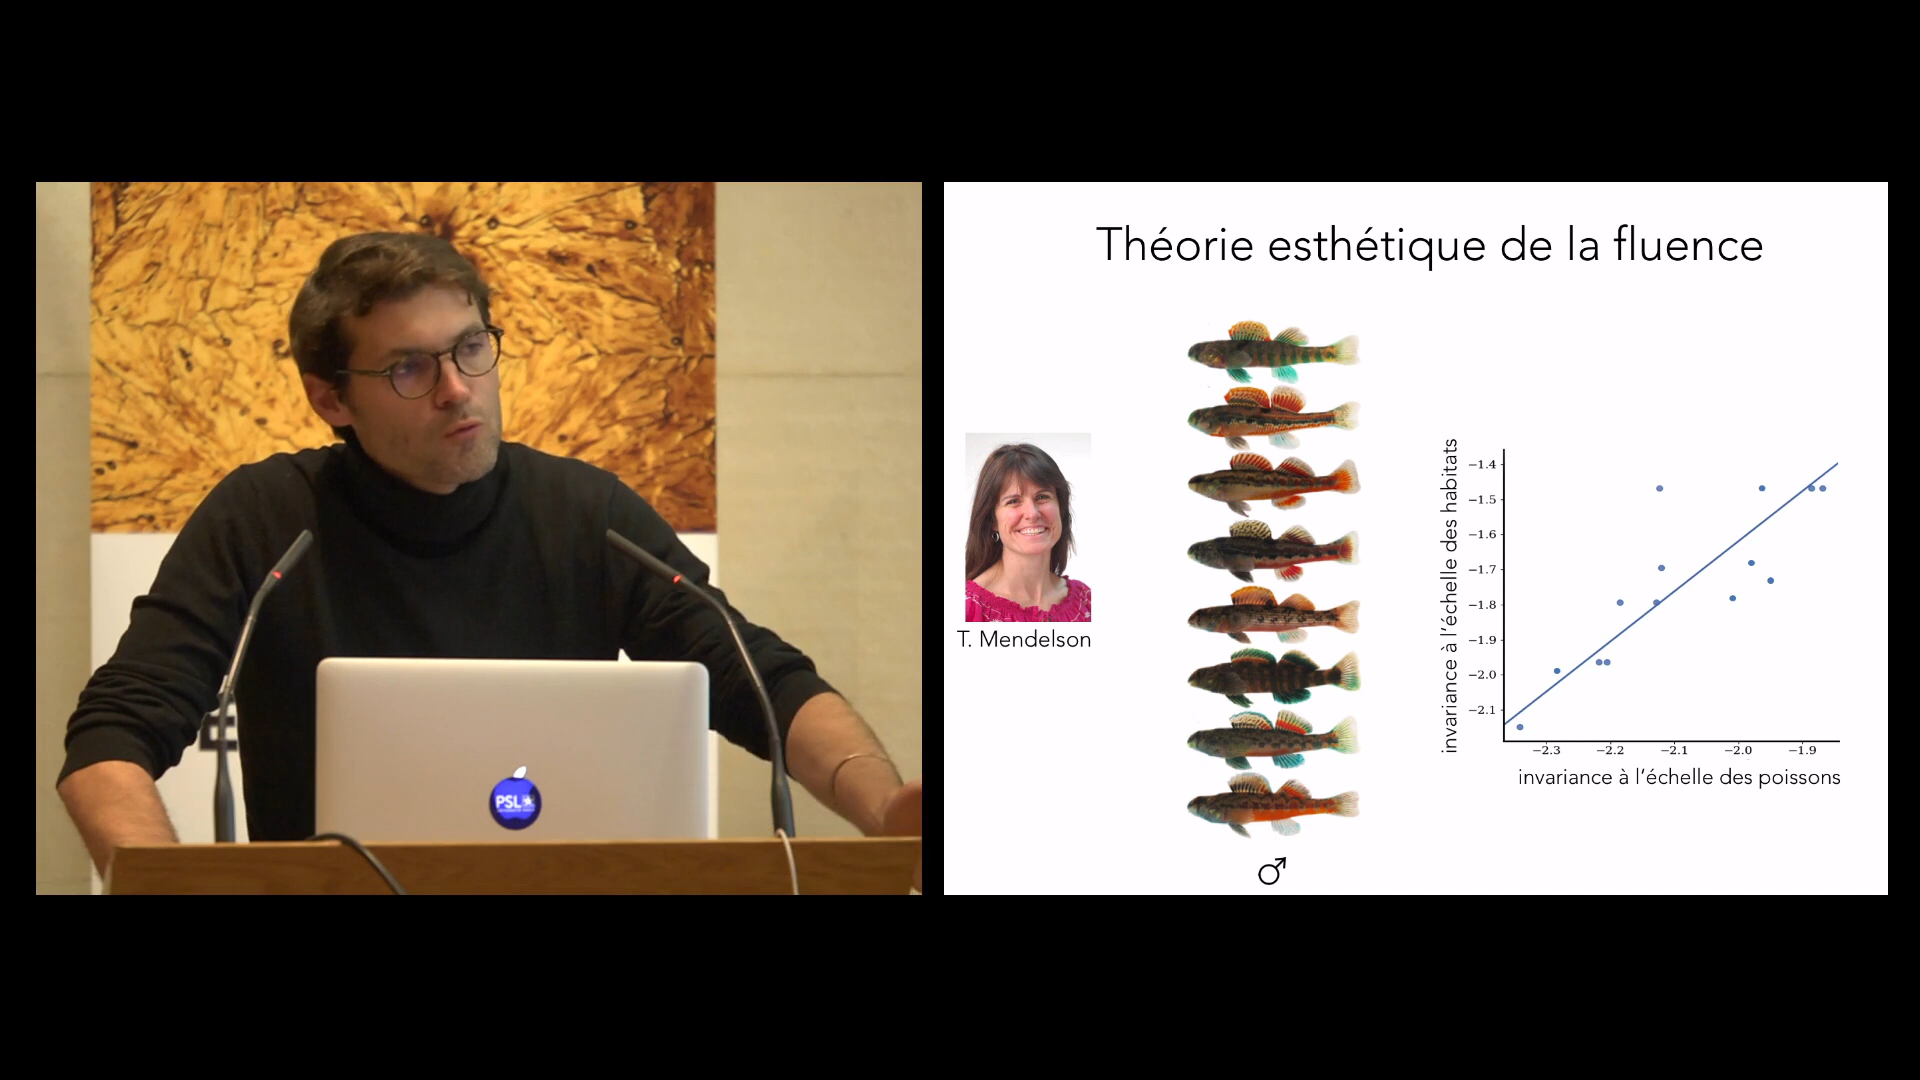 PSL
Théorie esthétique de la fluence
T. Mendelson
♂
invariance à l'échelle des habitats
−1.4
−1.5
−1.6
−1.7
−1.8
−1.9
−2.0
−2.1
−2.3
−2.2
−2.1
−2.0
−1.9
invariance à l'échelle des poissons